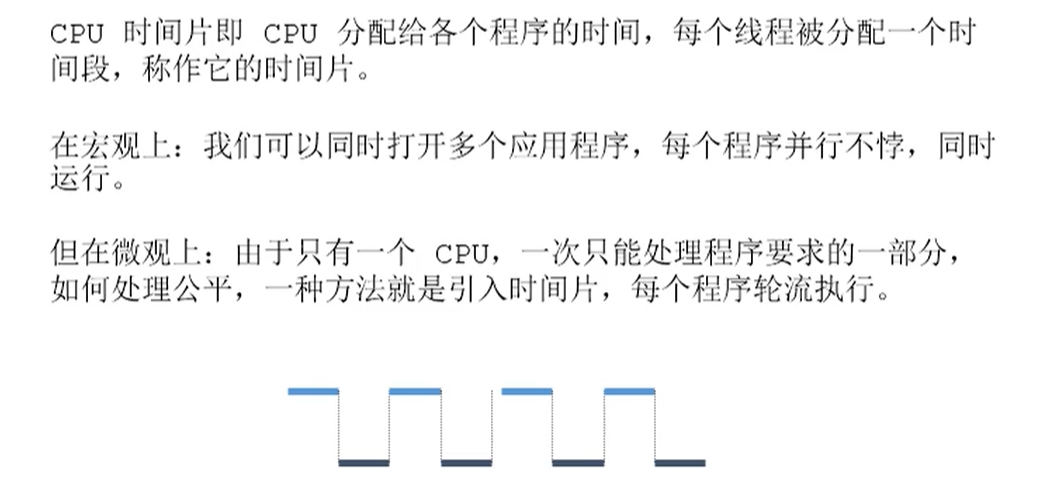 CPU 时间片即 CPU 分配给各个程序的时间，每个线程被分配一个时
间段，称作它的时间片。
在宏观上：我们可以同时打开多个应用程序，每个程序并行不悖，同时
运行。
但在微观上：由于只有一个 CPU，一次只能处理程序要求的一部分，
如何处理公平，一种方法就是引入时间片，每个程序轮流执行。